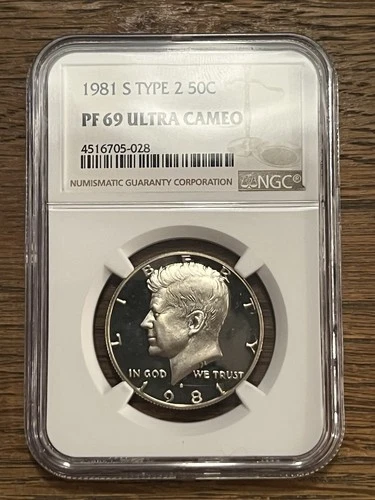 1981 S TYPE 2 50C
PF 69 ULTRA CAMEO
4516705-028
NUMISMATIC GUARANTY CORPORATION NGC®
LIBERTY
IN GOD WE TRUST
S
1981